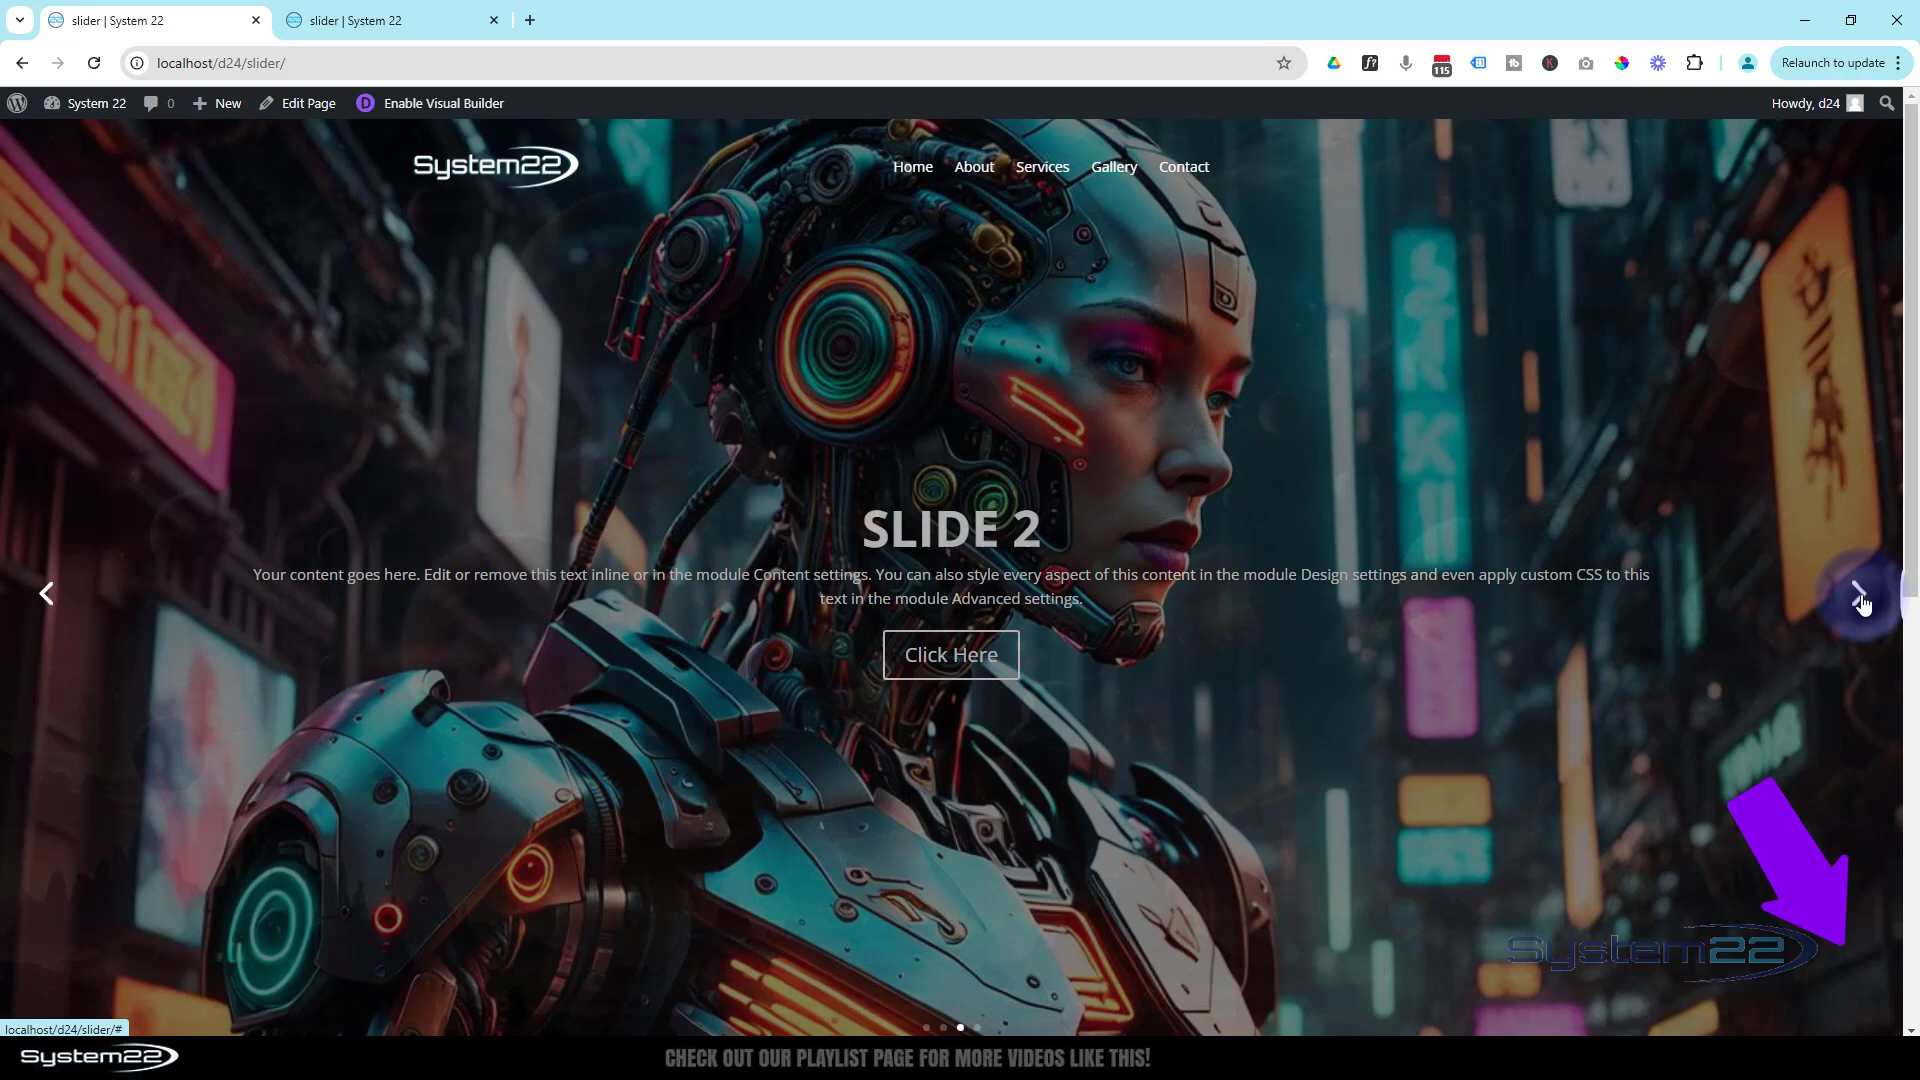 slider | System 22
slider | System 22
localhost/d24/slider/
115
Relaunch to update
System 22
0
New
Edit Page
Enable Visual Builder
Howdy, d24
System22
Home
About
Services
Gallery
Contact
SLIDE 2
Your content goes here. Edit or remove this text inline or in the module Content settings. You can also style every aspect of this content in the module Design settings and even apply custom CSS to this
text in the module Advanced settings.
Click Here
System22
localhost/d24/slider/#
System22
CHECK OUT OUR PLAYLIST PAGE FOR MORE VIDEOS LIKE THIS!